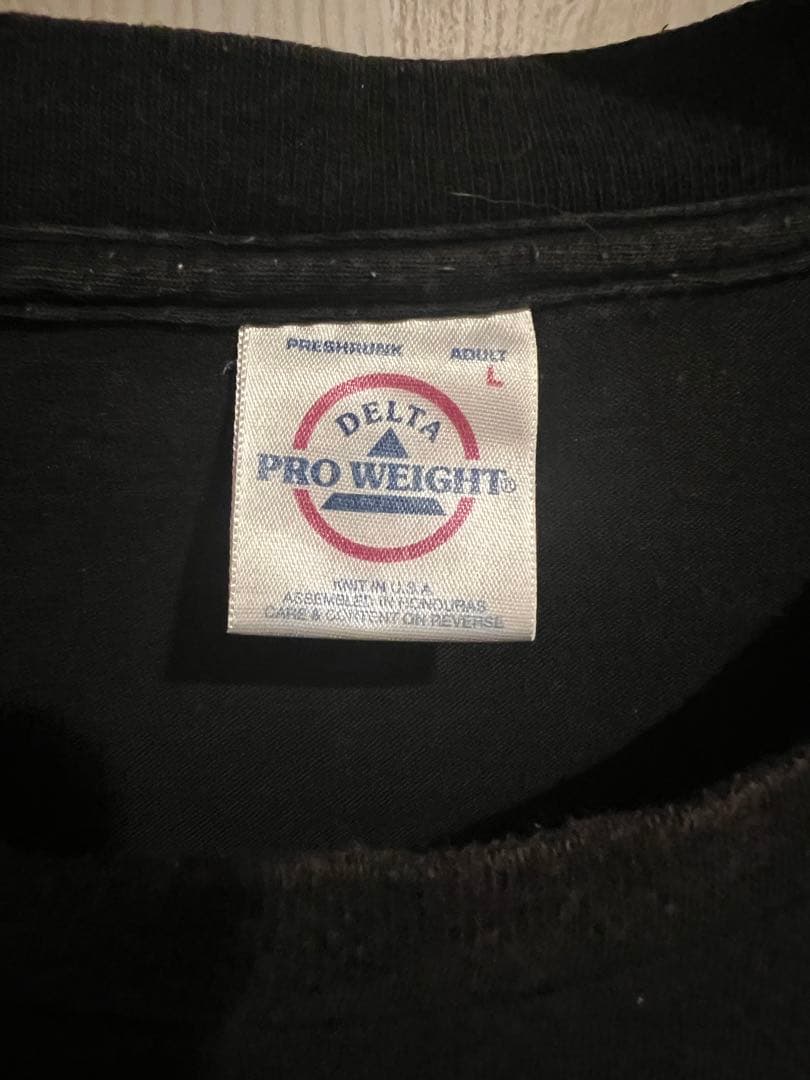 PRESHRUNK ADULT
L
DELTA
PRO WEIGHT®
KNIT IN U.S.A.
ASSEMBLED IN HONDURAS
CARE & CONTENT ON REVERSE